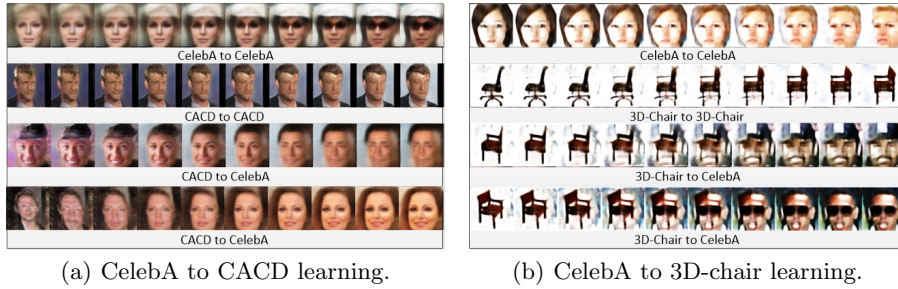 CelebA to CelebA
CACD to CACD
CACD to CelebA
CACD to CelebA
(a) CelebA to CACD learning.
CelebA to CelebA
3D-Chair to 3D-Chair
3D-Chair to CelebA
3D-Chair to CelebA
(b) CelebA to 3D-chair learning.